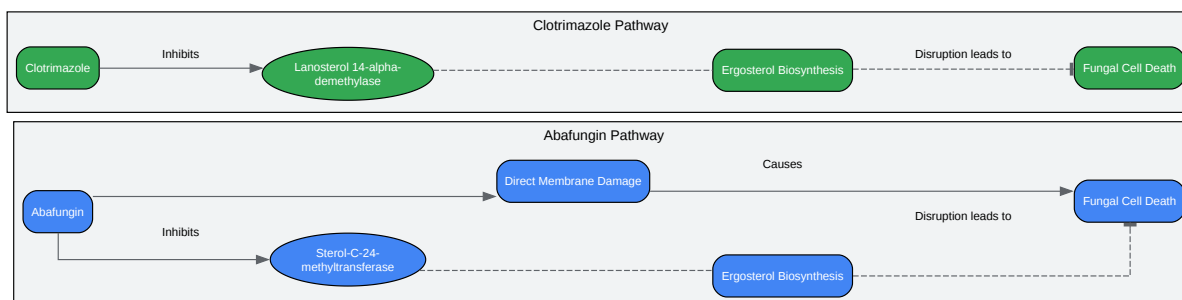 Clotrimazole Pathway
Clotrimazole
Inhibits
Lanosterol 14-alpha-
demethylase
Ergosterol Biosynthesis
Disruption leads to
Fungal Cell Death
Abafungin Pathway
Abafungin
Direct Membrane Damage
Causes
Fungal Cell Death
Inhibits
Sterol-C-24-
methyltransferase
Ergosterol Biosynthesis
Disruption leads to